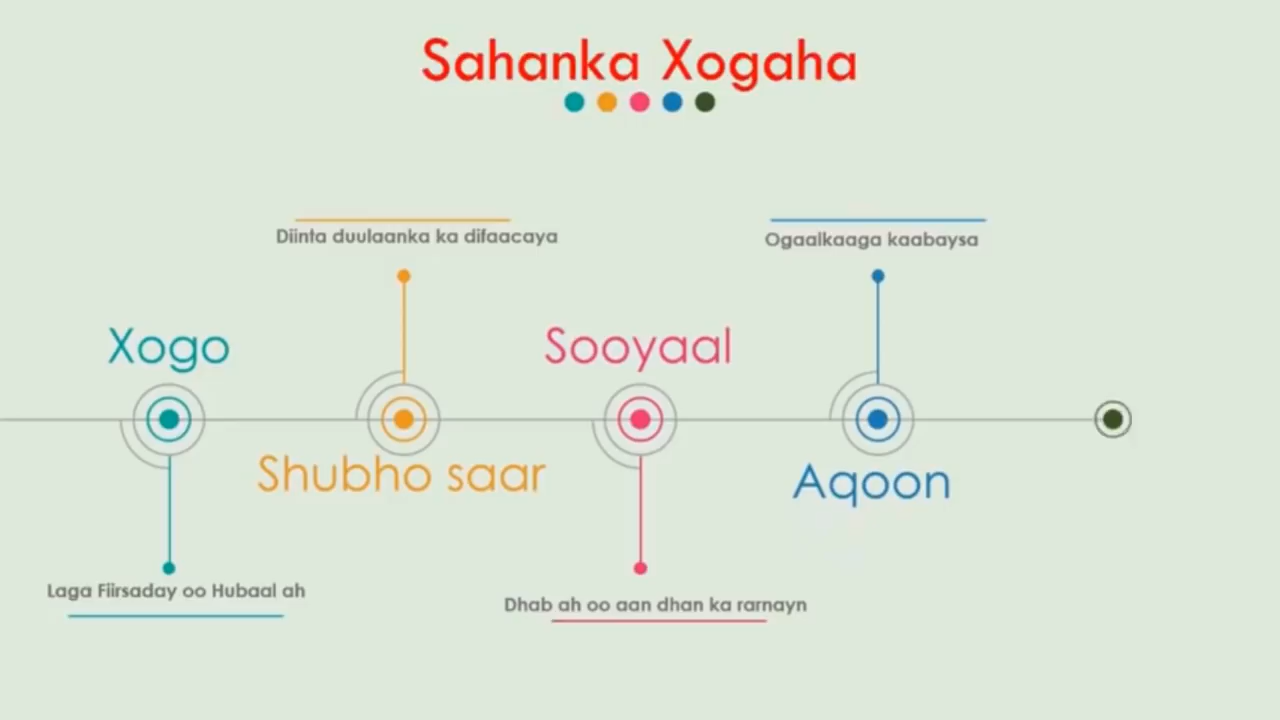 Sahanka Xogaha
Diinta duulaanka ka difaacaya
Ogaalkaaga kaabaysa
Xogo
Sooyaal
Shubho saar
Aqoon
Laga Fiirsaday oo Hubaal ah
Dhab ah oo aan dhan ka rarnayn